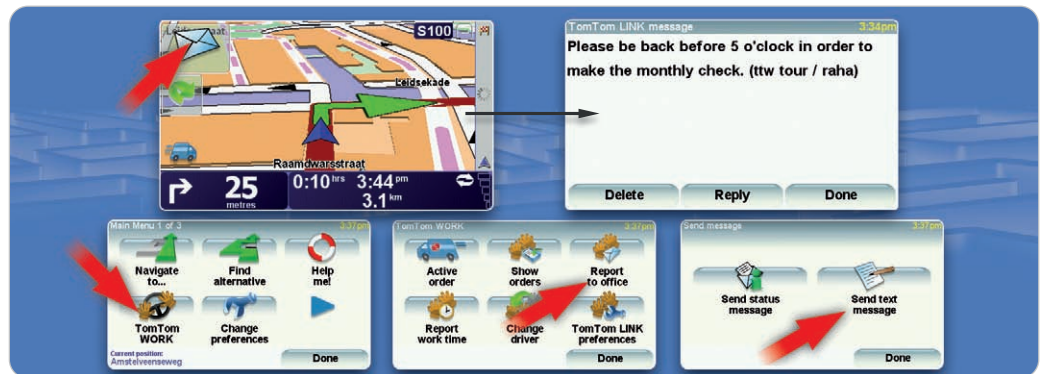 S100
Leidsekade
Raamdwarsstraat
25
metres
0:10 hrs 3:44 pm
3.1 km
TomTom LINK message 3:34pm
Please be back before 5 o'clock in order to
make the monthly check. (ttw tour / raha)
Delete Reply Done
Main Menu 1 of 3 3:37pm
Navigate
to...
Find
alternative
Help
me!
TomTom
WORK
Change
preferences
Current position:
Amstelveenseweg
Done
TomTom WORK 3:37pm
Active
order
Show
orders
Report
to office
Report
work time
Change
driver
TomTom LINK
preferences
Done
Send message 3:37pm
Send status
message
Send text
message
Done